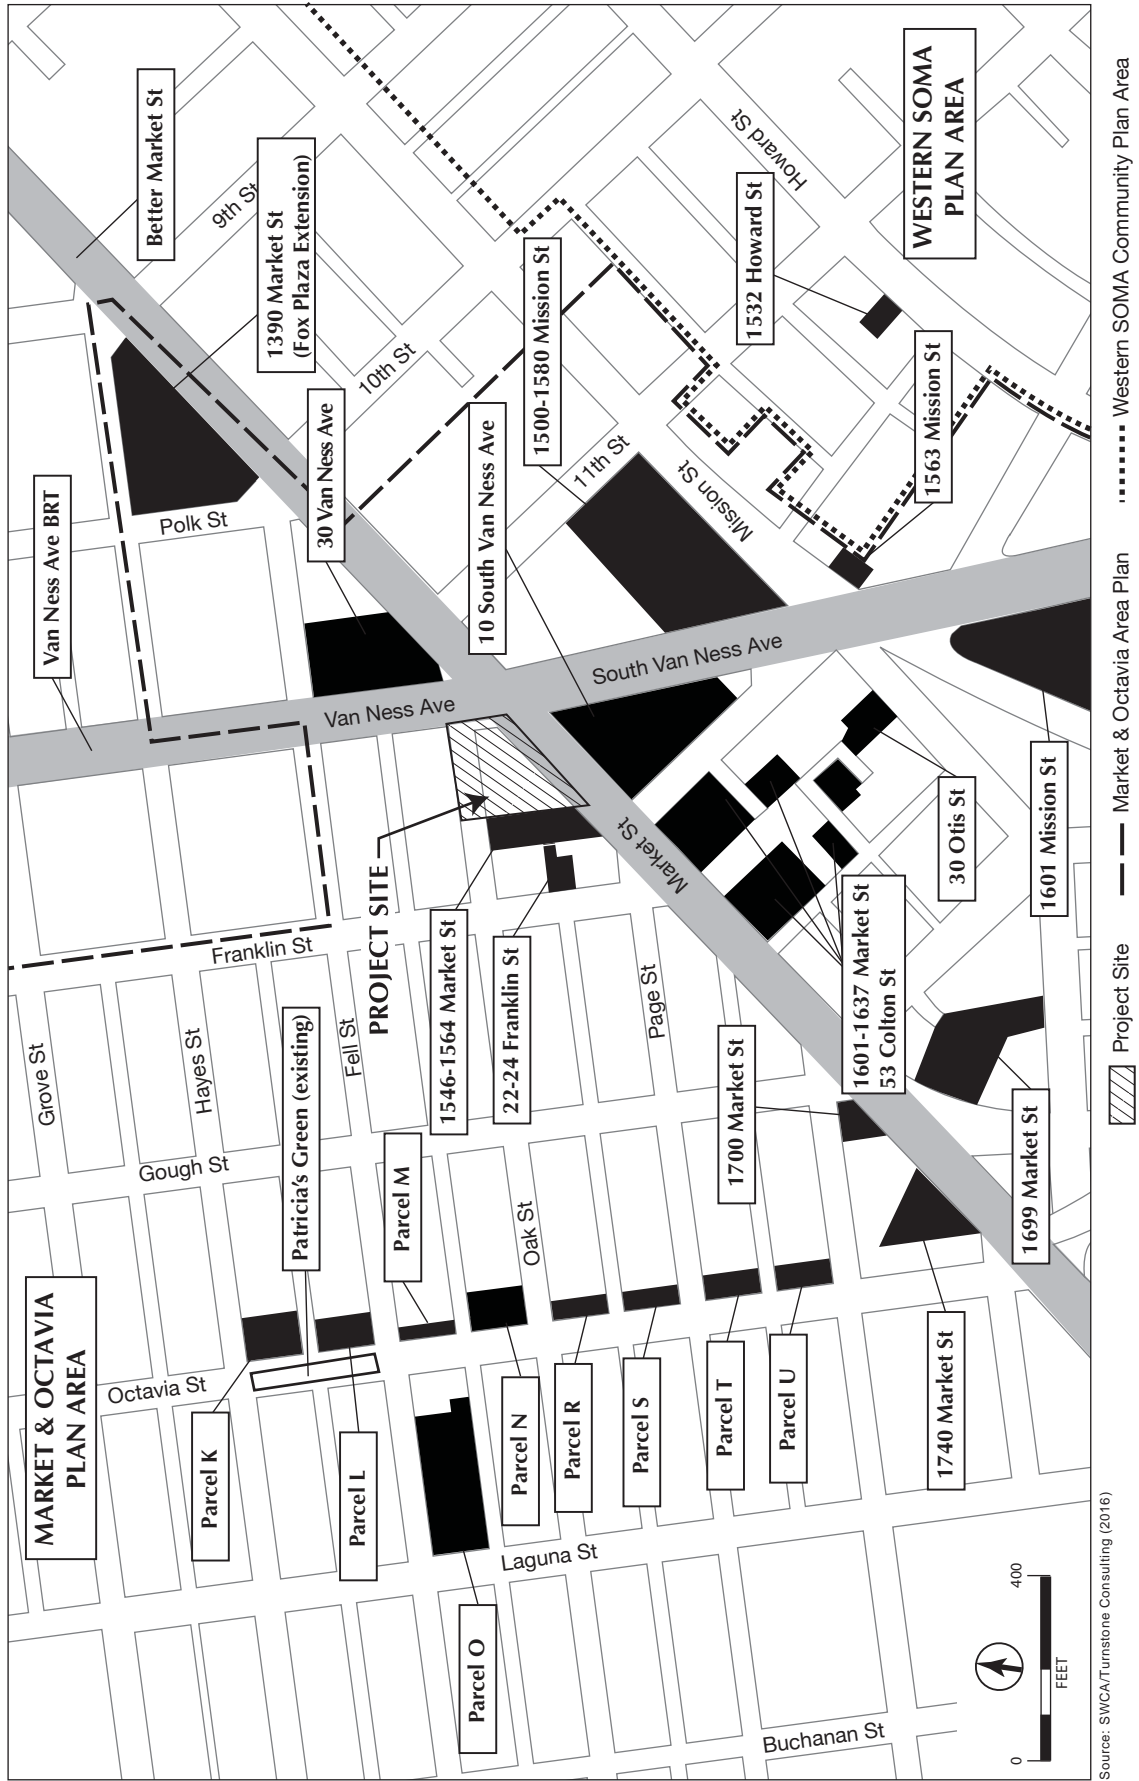 MARKET & OCTAVIA
PLAN AREA
Grove St
Hayes St
Fell St
Octavia St
Gough St
Franklin St
Polk St
Van Ness Ave
Van Ness Ave BRT
Better Market St
9th St
1390 Market St
(Fox Plaza Extension)
10th St
30 Van Ness Ave
Patricia's Green (existing)
PROJECT SITE
Parcel K
Parcel L
Parcel M
Parcel O
Parcel N
Parcel R
Parcel S
Parcel T
Parcel U
Laguna St
Oak St
Page St
Buchanan St
1546-1564 Market St
22-24 Franklin St
Market St
10 South Van Ness Ave
South Van Ness Ave
1500-1580 Mission St
11th St
Mission St
Howard St
1532 Howard St
1563 Mission St
WESTERN SOMA
PLAN AREA
1700 Market St
1601-1637 Market St
53 Colton St
30 Otis St
1601 Mission St
1740 Market St
1699 Market St
0
400
FEET
Source: SWCA/Turnstone Consulting (2016)
Project Site
Market & Octavia Area Plan
Western SOMA Community Plan Area